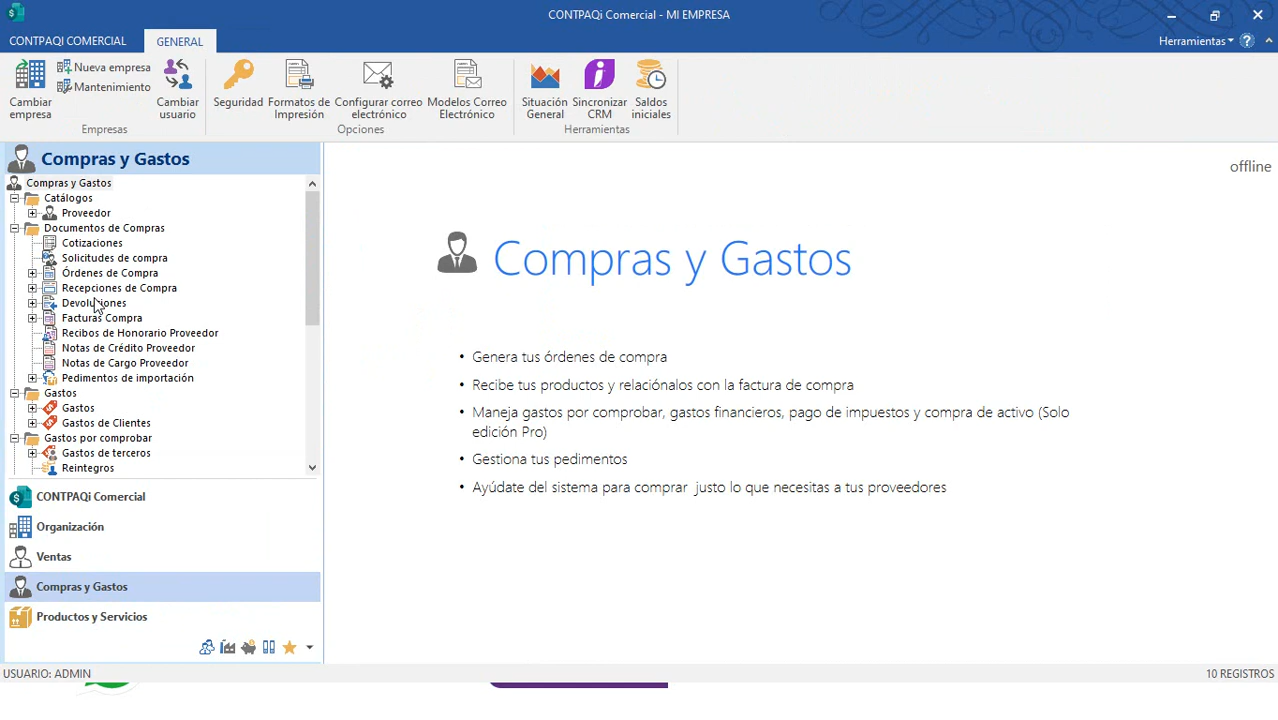 CONTPAQi Comercial - MI EMPRESA
CONTPAQI COMERCIAL
GENERAL
Herramientas
Cambiar empresa
Nueva empresa
Mantenimiento
Cambiar usuario
Empresas
Seguridad
Formatos de Impresión
Configurar correo electrónico
Modelos Correo Electrónico
Opciones
Situación General
Sincronizar CRM
Saldos iniciales
Herramientas
Compras y Gastos
Compras y Gastos
Catálogos
Proveedor
Documentos de Compras
Cotizaciones
Solicitudes de compra
Órdenes de Compra
Recepciones de Compra
Devoluciones
Facturas Compra
Recibos de Honorario Proveedor
Notas de Crédito Proveedor
Notas de Cargo Proveedor
Pedimentos de importación
Gastos
Gastos
Gastos de Clientes
Gastos por comprobar
Gastos de terceros
Reintegros
CONTPAQi Comercial
Organización
Ventas
Compras y Gastos
Productos y Servicios
offline
Compras y Gastos
• Genera tus órdenes de compra
• Recibe tus productos y relaciónalos con la factura de compra
• Maneja gastos por comprobar, gastos financieros, pago de impuestos y compra de activo (Solo
edición Pro)
• Gestiona tus pedimentos
• Ayúdate del sistema para comprar justo lo que necesitas a tus proveedores
USUARIO: ADMIN
10 REGISTROS